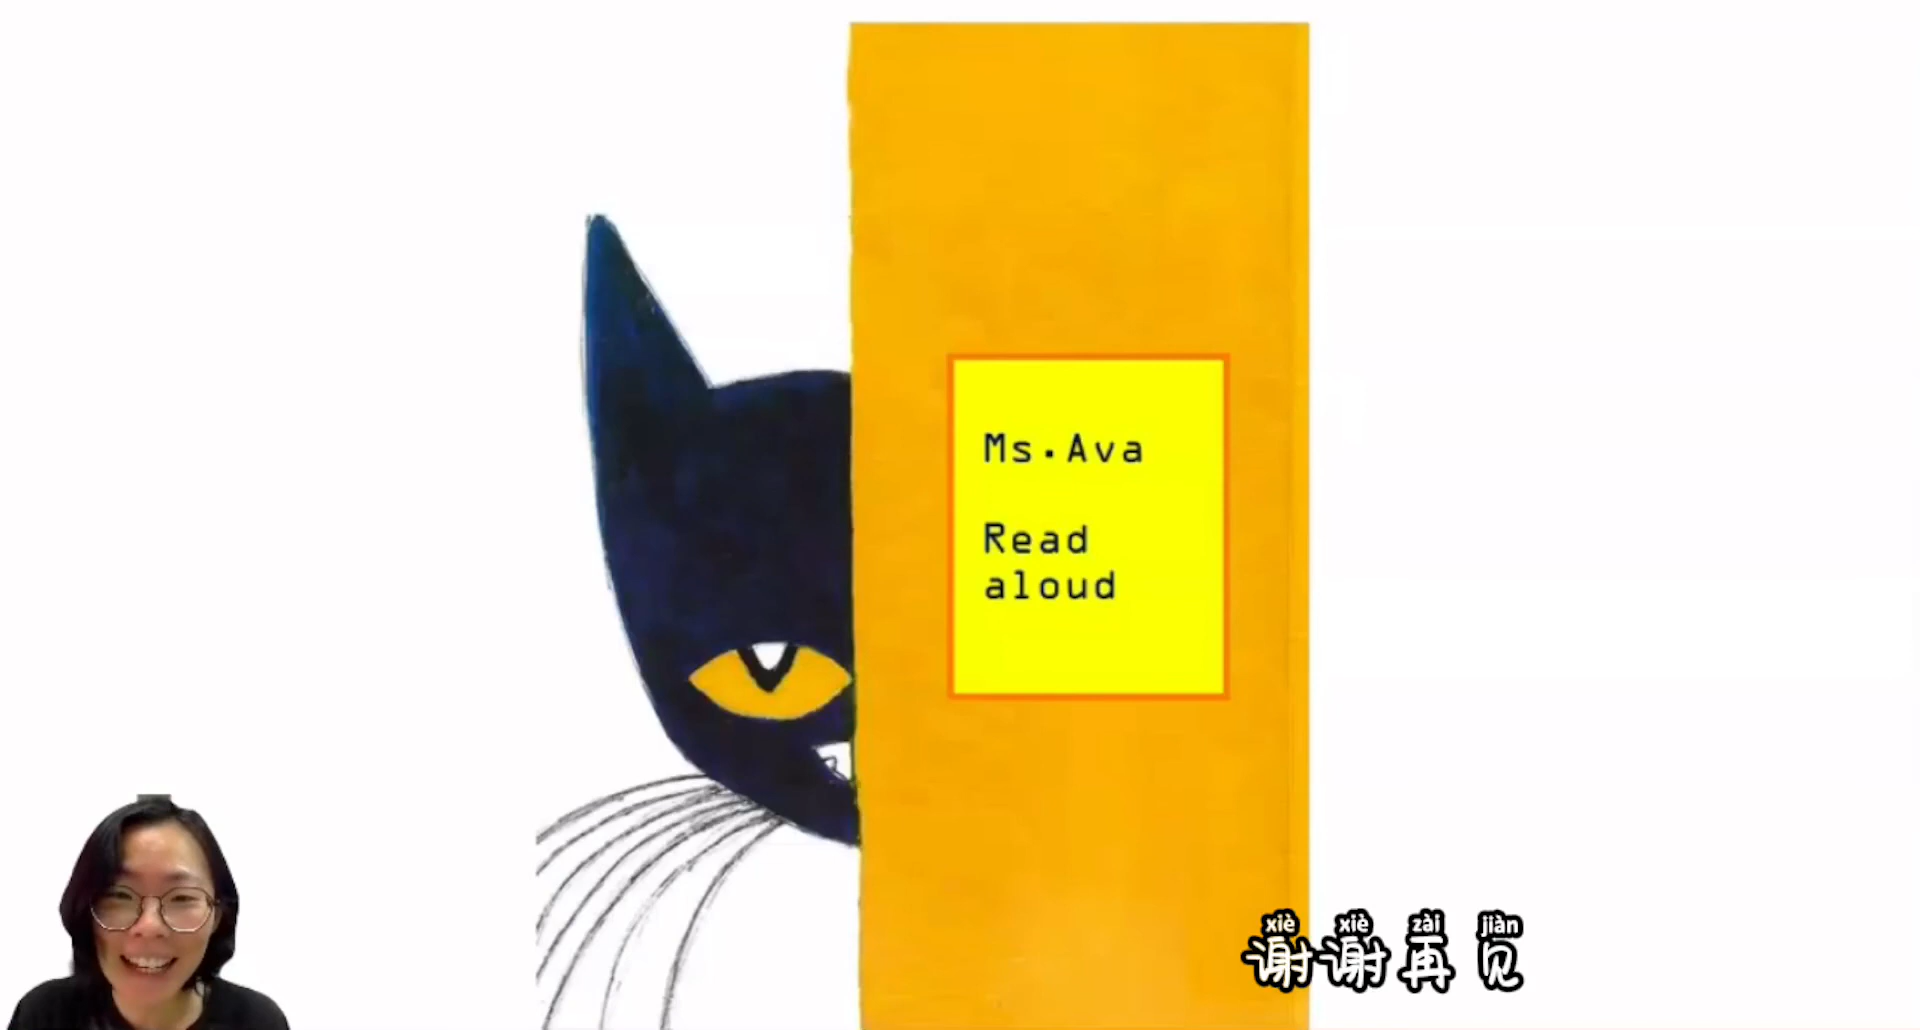 Ms.Ava
Read
aloud
xiè xiè zài jiàn
谢谢再见